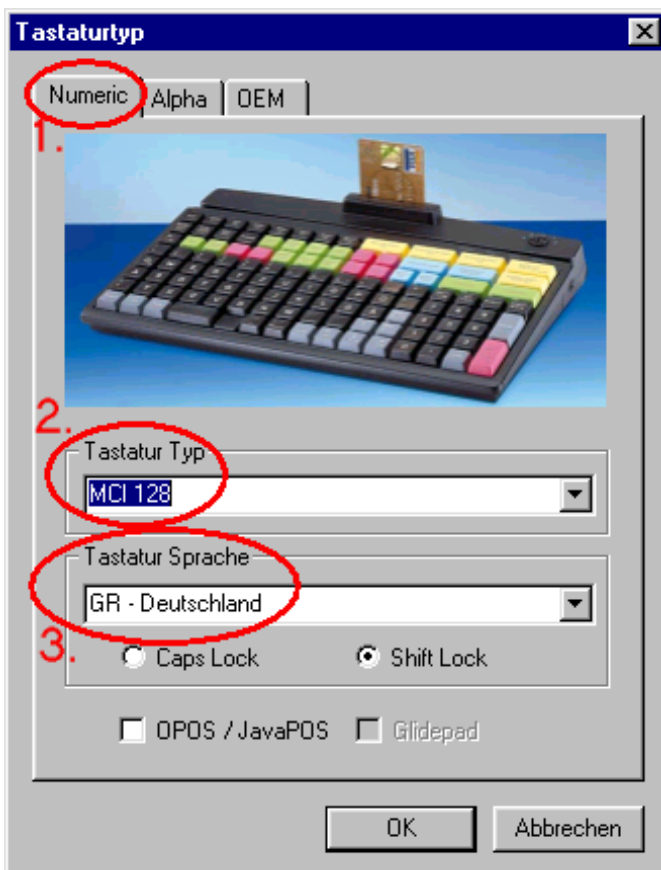 Tastaturtyp
Numeric Alpha OEM
1.
2.
Tastatur Typ
MCI 128
Tastatur Sprache
GR - Deutschland
3.
Caps Lock Shift Lock
OPOS / JavaPOS Glidepad
OK Abbrechen